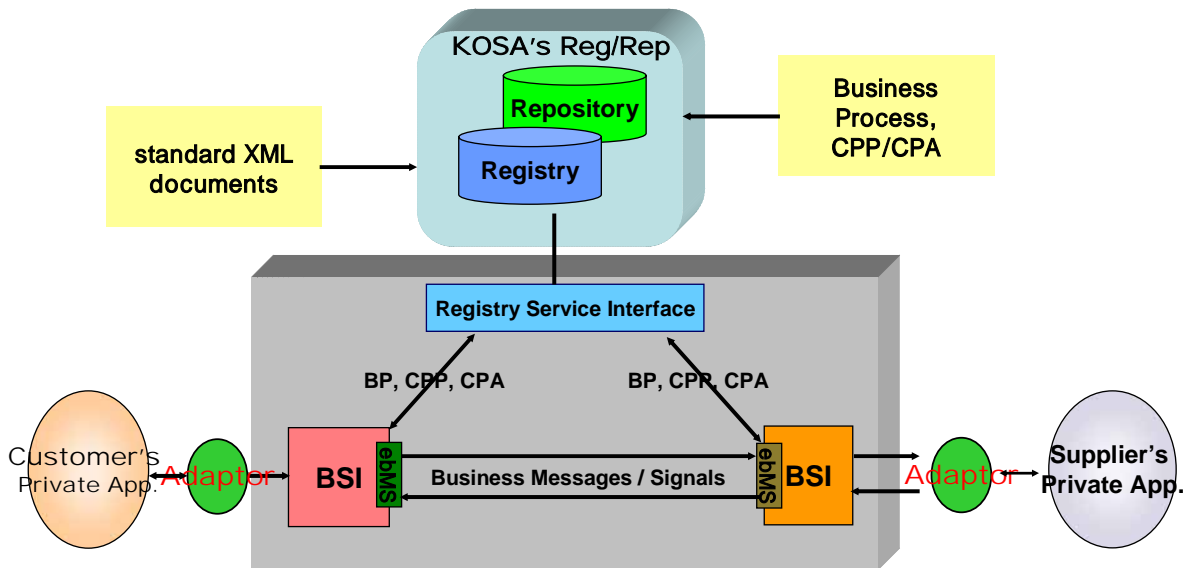 KOSA's Reg/Rep
Repository
Registry
standard XML
documents
Business
Process,
CPP/CPA
Registry Service Interface
BP, CPP, CPA
BP, CPP, CPA
Customer's
Private App.
Adaptor
BSI
ebMS
Business Messages / Signals
ebMS
BSI
Adaptor
Supplier's
Private App.